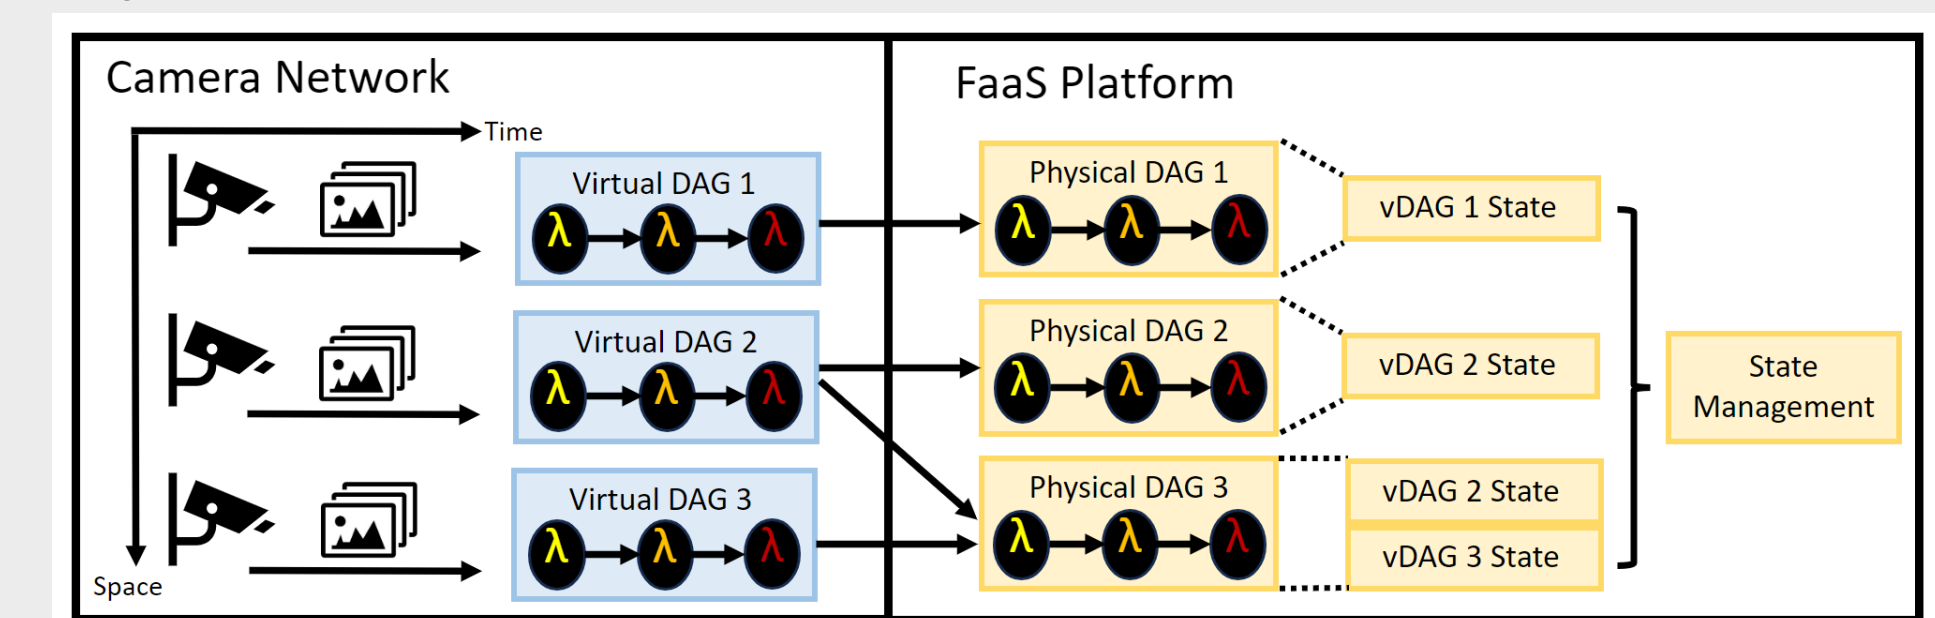 Camera Network
FaaS Platform
Time
Space
Virtual DAG 1
λ λ λ
Virtual DAG 2
λ λ λ
Virtual DAG 3
λ λ λ
Physical DAG 1
λ λ λ
Physical DAG 2
λ λ λ
Physical DAG 3
λ λ λ
vDAG 1 State
vDAG 2 State
vDAG 2 State
vDAG 3 State
State
Management